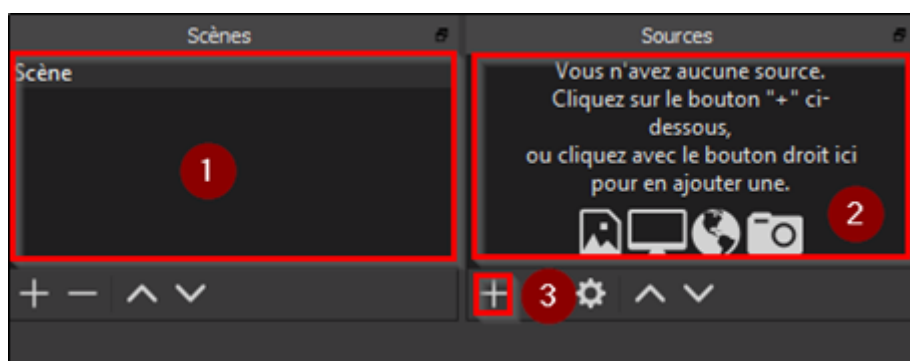 Scènes
Sources
Scène
1
Vous n'avez aucune source.
Cliquez sur le bouton "+" ci-
dessous,
ou cliquez avec le bouton droit ici
pour en ajouter une.
2
3